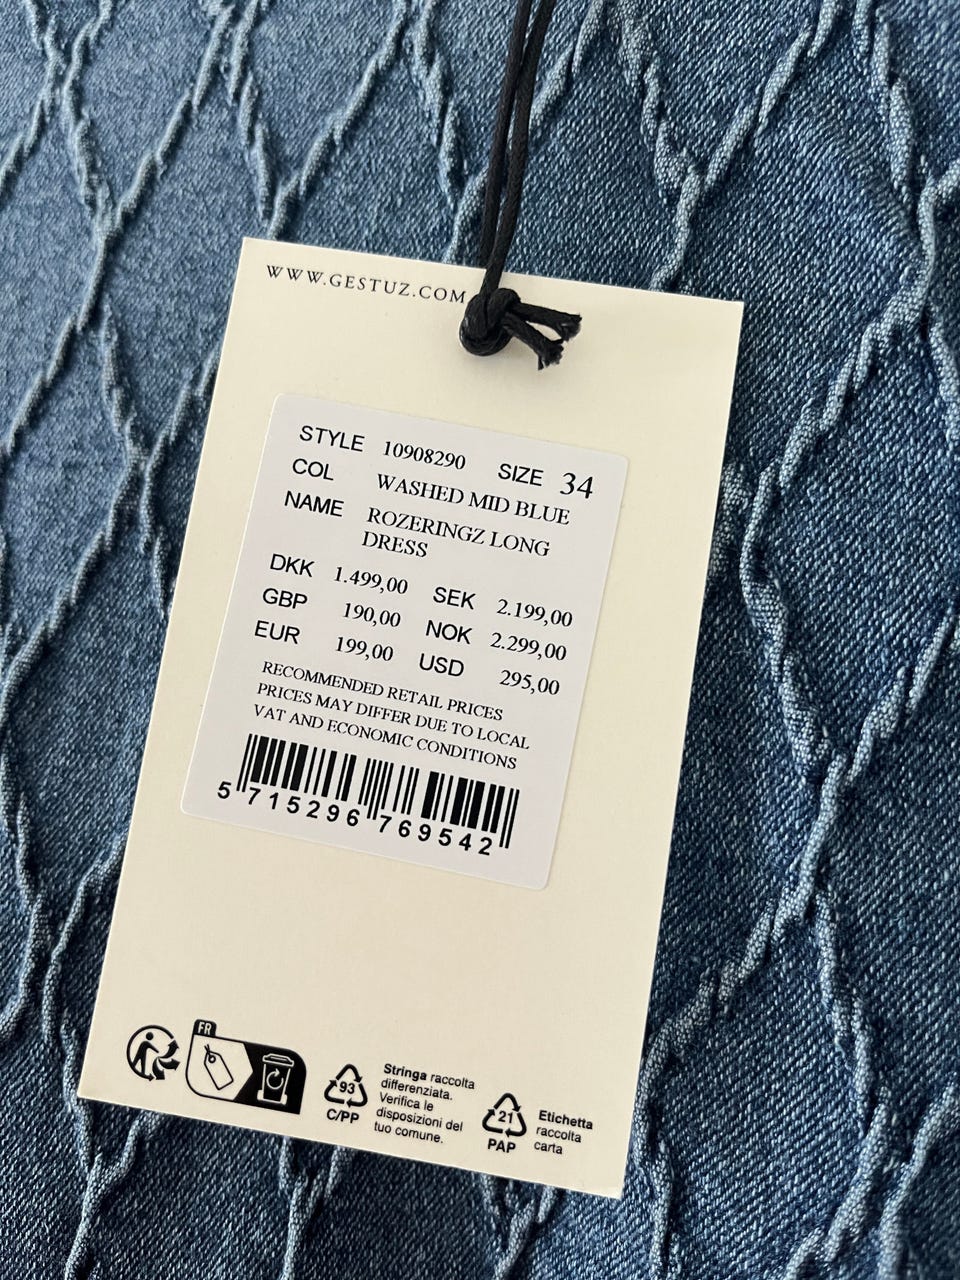 WWW.GESTUZ.COM
STYLE 10908290 SIZE 34
COL WASHED MID BLUE
NAME ROZERINGZ LONG
DRESS
DKK 1.499,00 SEK 2.199,00
GBP 190,00 NOK 2.299,00
EUR 199,00 USD 295,00
RECOMMENDED RETAIL PRICES
PRICES MAY DIFFER DUE TO LOCAL
VAT AND ECONOMIC CONDITIONS
5 715296 769542
FR
93
C/PP
Stringa raccolta
differenziata.
Verifica le
disposizioni del
tuo comune.
21
PAP
Etichetta
raccolta
carta